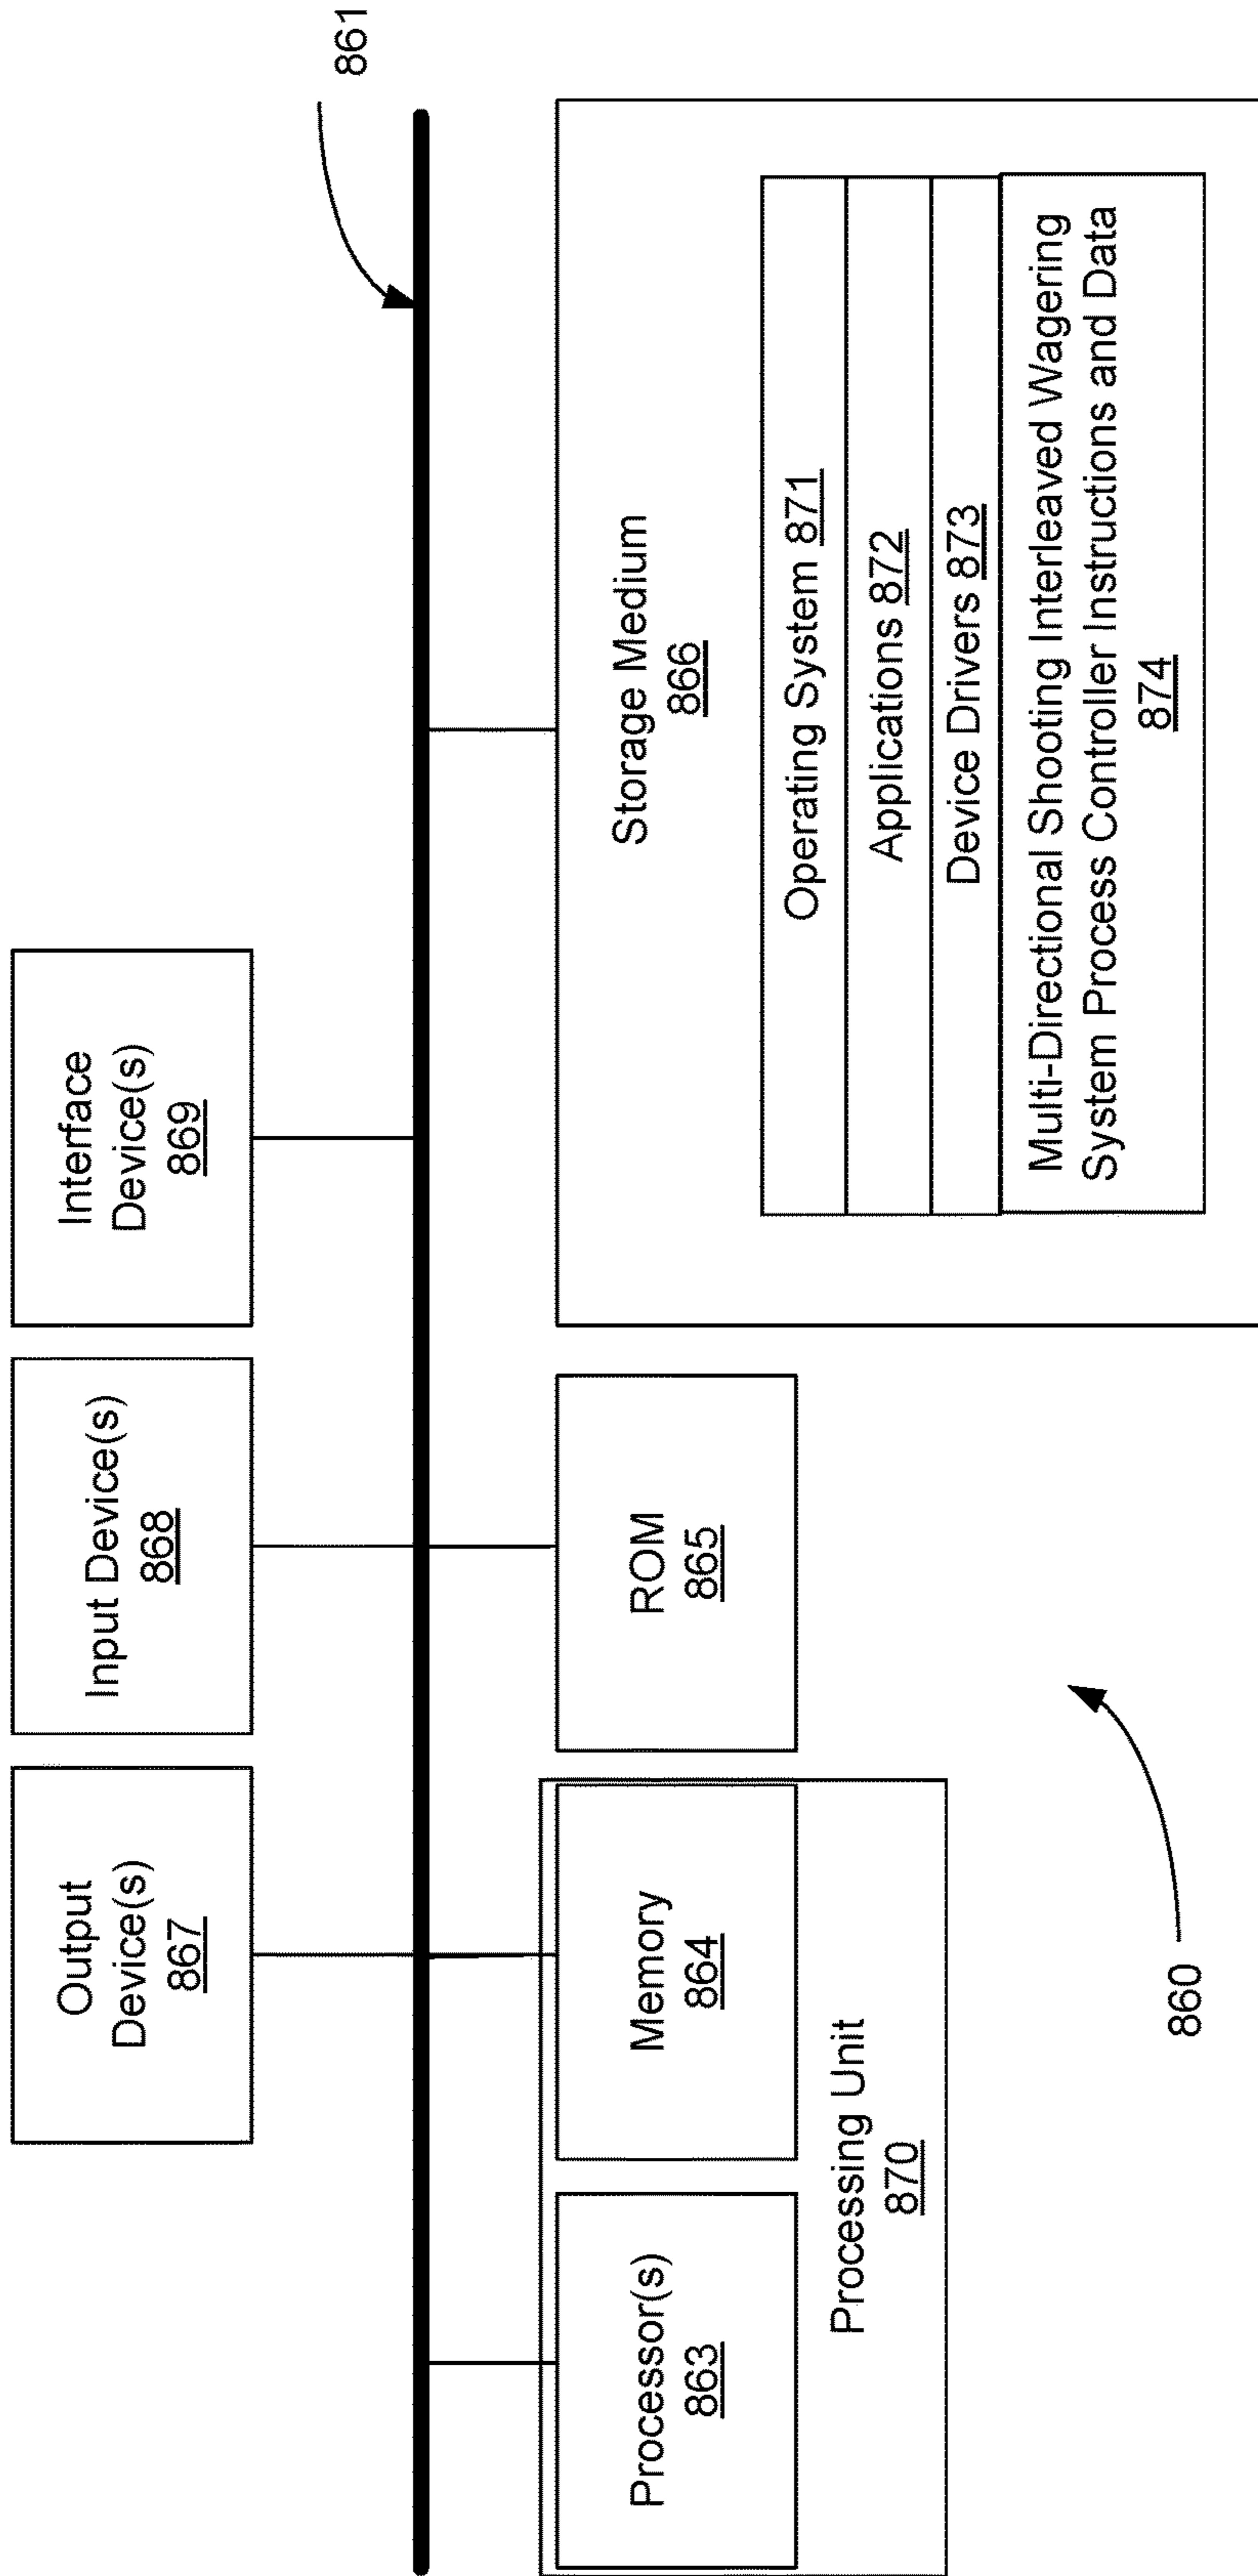 861
Output
Device(s)
867
Input Device(s)
868
Interface
Device(s)
869
Processor(s)
863
Memory
864
Processing Unit
870
ROM
865
Storage Medium
866
Operating System 871
Applications 872
Device Drivers 873
Multi-Directional Shooting Interleaved Wagering
System Process Controller Instructions and Data
874
860